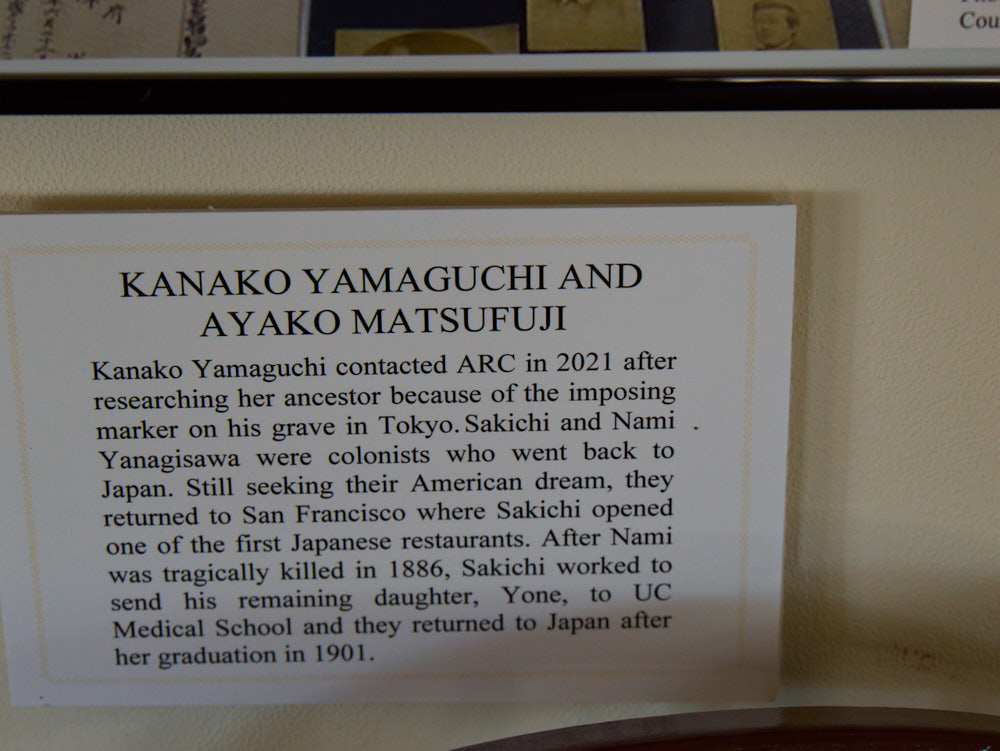 Cou
KANAKO YAMAGUCHI AND
AYAKO MATSUFUJI
Kanako Yamaguchi contacted ARC in 2021 after
researching her ancestor because of the imposing
marker on his grave in Tokyo. Sakichi and Nami
Yanagisawa were colonists who went back to
Japan. Still seeking their American dream, they
returned to San Francisco where Sakichi opened
one of the first Japanese restaurants. After Nami
was tragically killed in 1886, Sakichi worked to
send his remaining daughter, Yone, to UC
Medical School and they returned to Japan after
her graduation in 1901.